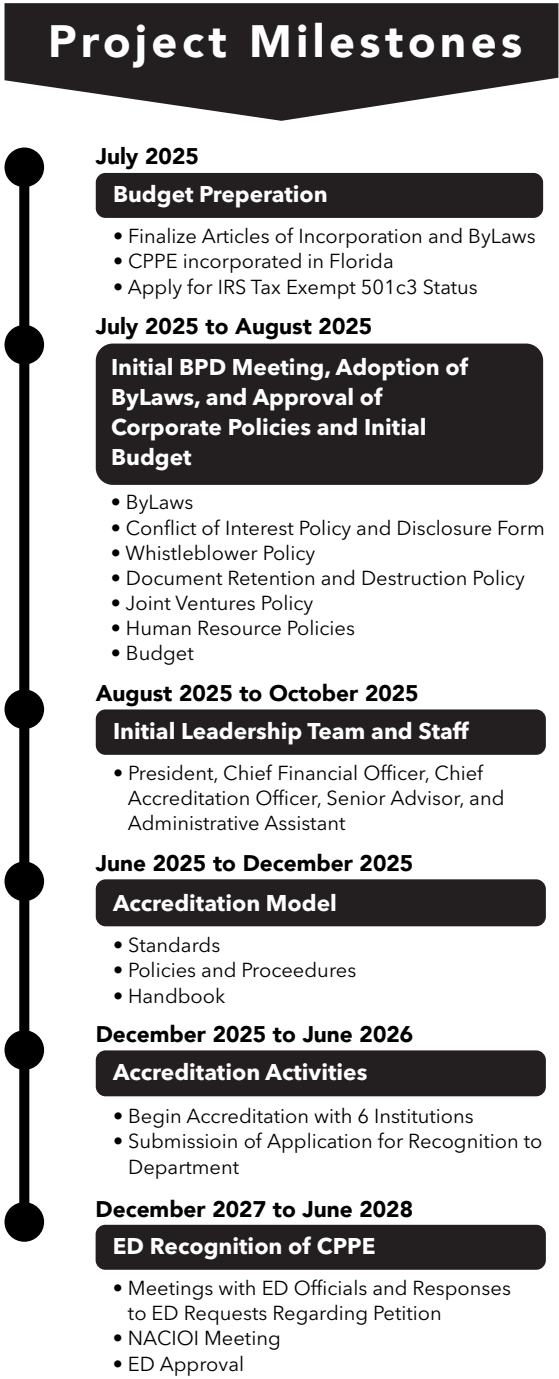 Project Milestones
July 2025
Budget Preperation
• Finalize Articles of Incorporation and ByLaws
• CPPE incorporated in Florida
• Apply for IRS Tax Exempt 501c3 Status
July 2025 to August 2025
Initial BPD Meeting, Adoption of
ByLaws, and Approval of
Corporate Policies and Initial
Budget
• ByLaws
• Conflict of Interest Policy and Disclosure Form
• Whistleblower Policy
• Document Retention and Destruction Policy
• Joint Ventures Policy
• Human Resource Policies
• Budget
August 2025 to October 2025
Initial Leadership Team and Staff
• President, Chief Financial Officer, Chief
Accreditation Officer, Senior Advisor, and
Administrative Assistant
June 2025 to December 2025
Accreditation Model
• Standards
• Policies and Proceedures
• Handbook
December 2025 to June 2026
Accreditation Activities
• Begin Accreditation with 6 Institutions
• Submissioin of Application for Recognition to
Department
December 2027 to June 2028
ED Recognition of CPPE
• Meetings with ED Officials and Responses
to ED Requests Regarding Petition
• NACIOI Meeting
• ED Approval